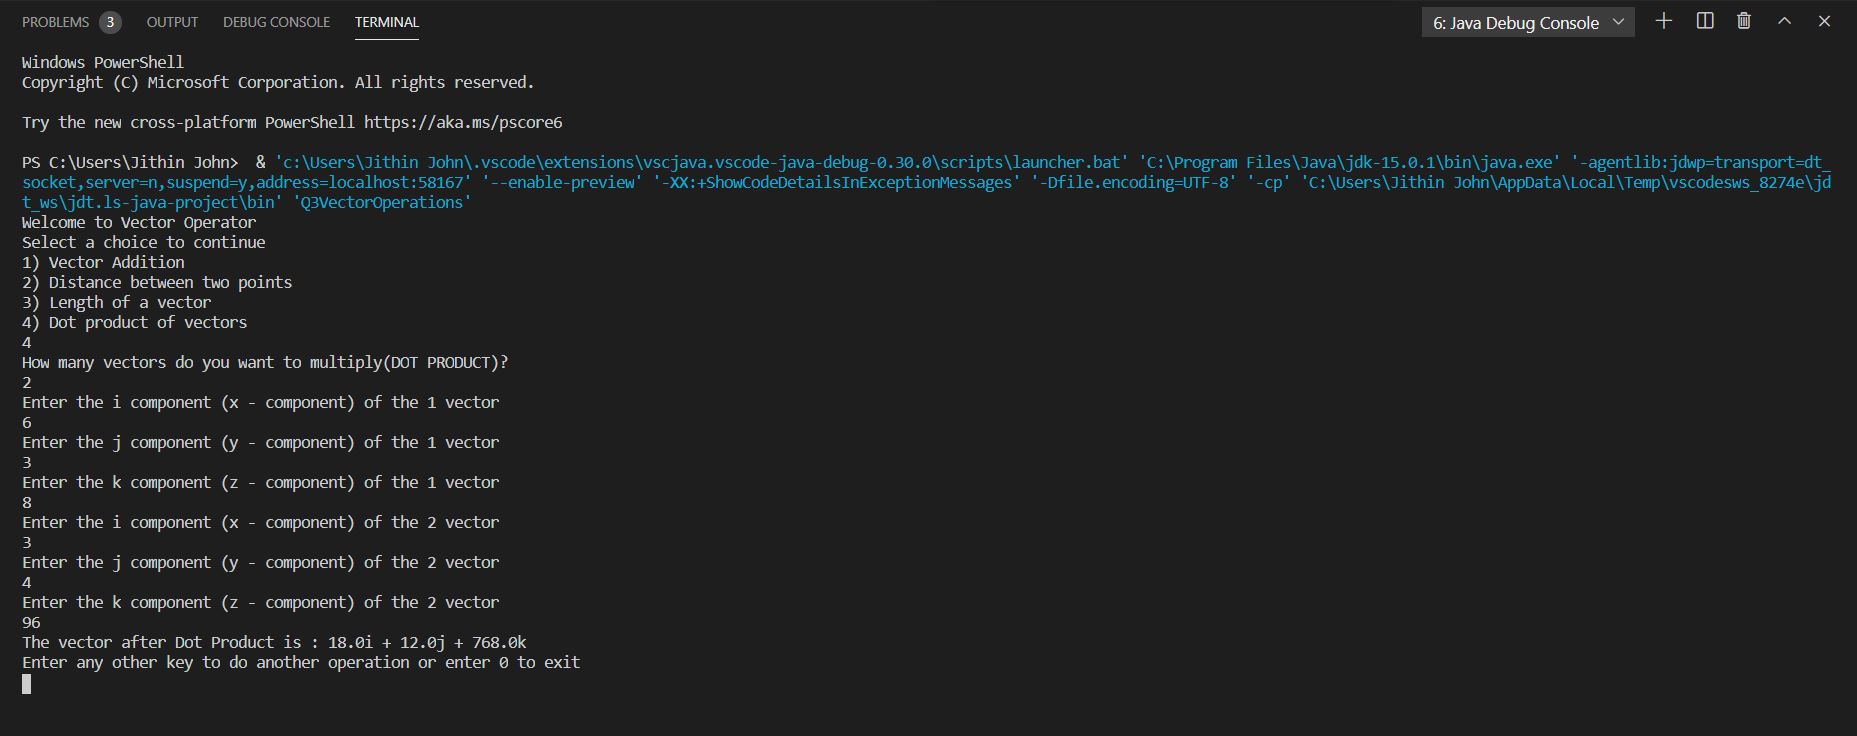 PROBLEMS 3 OUTPUT DEBUG CONSOLE TERMINAL 6: Java Debug Console
Windows PowerShell
Copyright (C) Microsoft Corporation. All rights reserved.
Try the new cross-platform PowerShell https://aka.ms/pscore6
PS C:\Users\Jithin John>  & 'c:\Users\Jithin John\.vscode\extensions\vscjava.vscode-java-debug-0.30.0\scripts\launcher.bat' 'C:\Program Files\Java\jdk-15.0.1\bin\java.exe' '-agentlib:jdwp=transport=dt_
socket,server=n,suspend=y,address=localhost:58167' '--enable-preview' '-XX:+ShowCodeDetailsInExceptionMessages' '-Dfile.encoding=UTF-8' '-cp' 'C:\Users\Jithin John\AppData\Local\Temp\vscodesws_8274e\jd
t_ws\jdt.ls-java-project\bin' 'Q3VectorOperations'
Welcome to Vector Operator
Select a choice to continue
1) Vector Addition
2) Distance between two points
3) Length of a vector
4) Dot product of vectors
4
How many vectors do you want to multiply(DOT PRODUCT)?
2
Enter the i component (x - component) of the 1 vector
6
Enter the j component (y - component) of the 1 vector
3
Enter the k component (z - component) of the 1 vector
8
Enter the i component (x - component) of the 2 vector
3
Enter the j component (y - component) of the 2 vector
4
Enter the k component (z - component) of the 2 vector
96
The vector after Dot Product is : 18.0i + 12.0j + 768.0k
Enter any other key to do another operation or enter 0 to exit